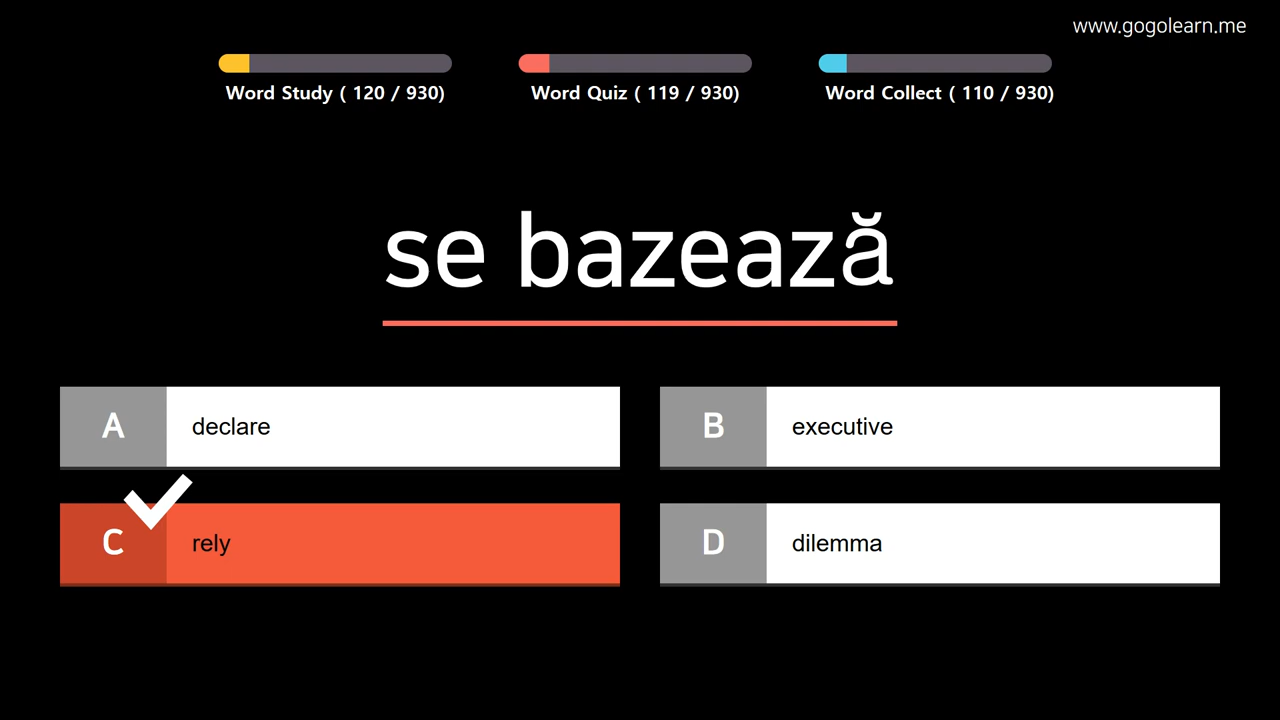 www.gogolearn.me
Word Study ( 120 / 930)
Word Quiz ( 119 / 930)
Word Collect ( 110 / 930)
se bazează
A declare
B executive
C rely
D dilemma